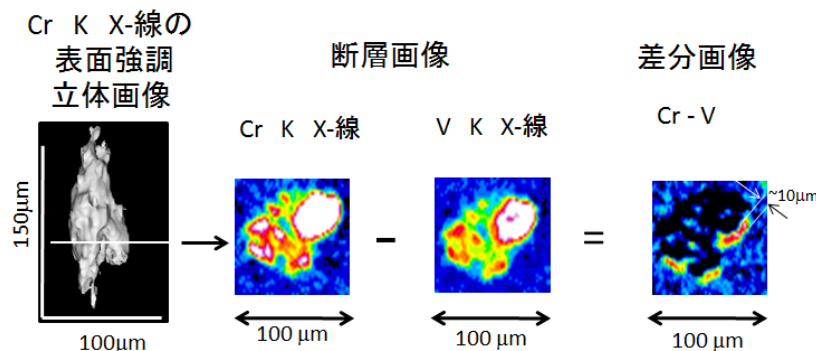 Cr K X-線の
表面強調
立体画像
断層画像
差分画像
Cr K X-線
V K X-線
Cr - V
150μm
~10μm
-
=
100μm
100 μm
100 μm
100 μm